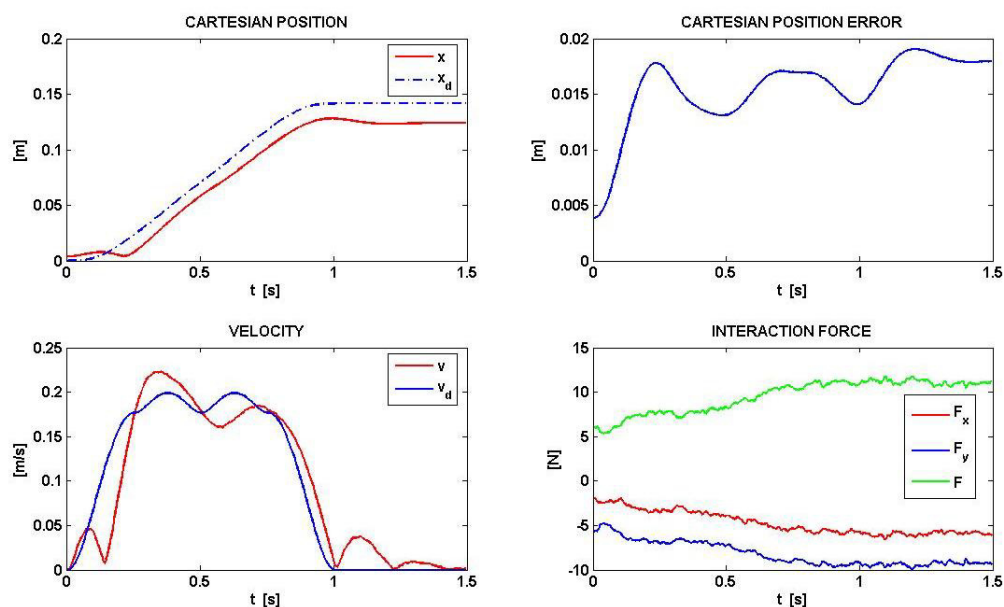 CARTESIAN POSITION
0.2
0.15
0.1
0.05
0
[m]
x
x_d
0 0.5 1 1.5
t [s]
CARTESIAN POSITION ERROR
0.02
0.015
0.01
0.005
0
[m]
0 0.5 1 1.5
t [s]
VELOCITY
0.25
0.2
0.15
0.1
0.05
0
[m/s]
v
v_d
0 0.5 1 1.5
t [s]
INTERACTION FORCE
15
10
5
0
-5
-10
[N]
F_x
F_y
F
0 0.5 1 1.5
t [s]